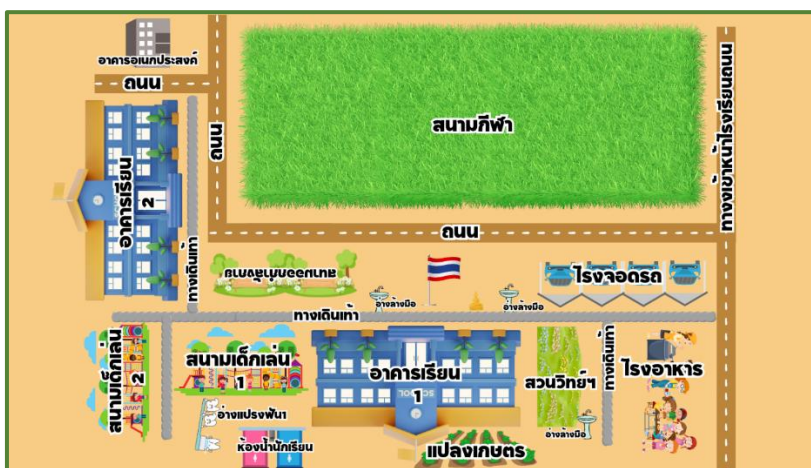 อาคารอเนกประสงค์
ถนน
ถนน
สนามกีฬา
ทางเข้าหน้าโรงเรียนถนน
อาคารเรียน
2
ทางเดินเท้า
ถนน
โรงจอดรถ
อ่างล้างมือ
อ่างล้างมือ
ทางเดินเท้า
สนามเด็กเล่น
2
สนามเด็กเล่น
1
อาคารเรียน
1
SCHOOL
สวนวิทย์ฯ
ทางเดินเท้า
โรงอาหาร
อ่างแปรงฟัน1
ห้องน้ำนักเรียน
แปลงเกษตร
อ่างล้างมือ